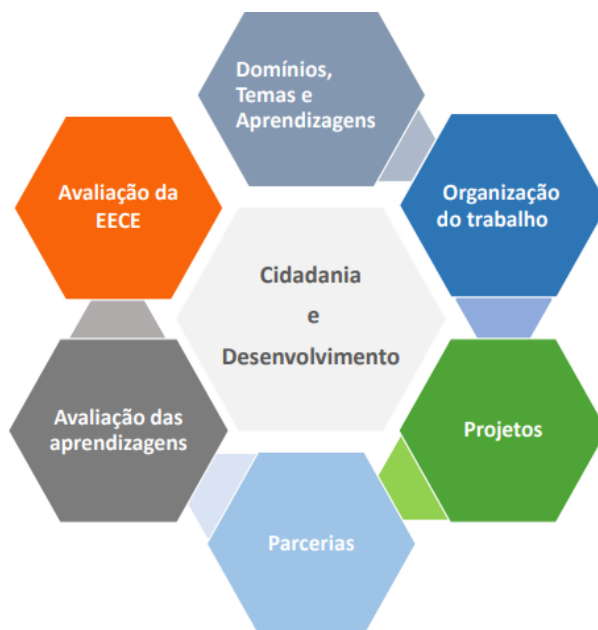 Domínios,
Temas e
Aprendizagens
Organização
do trabalho
Projetos
Parcerias
Avaliação das
aprendizagens
Avaliação da
EECE
Cidadania
e
Desenvolvimento